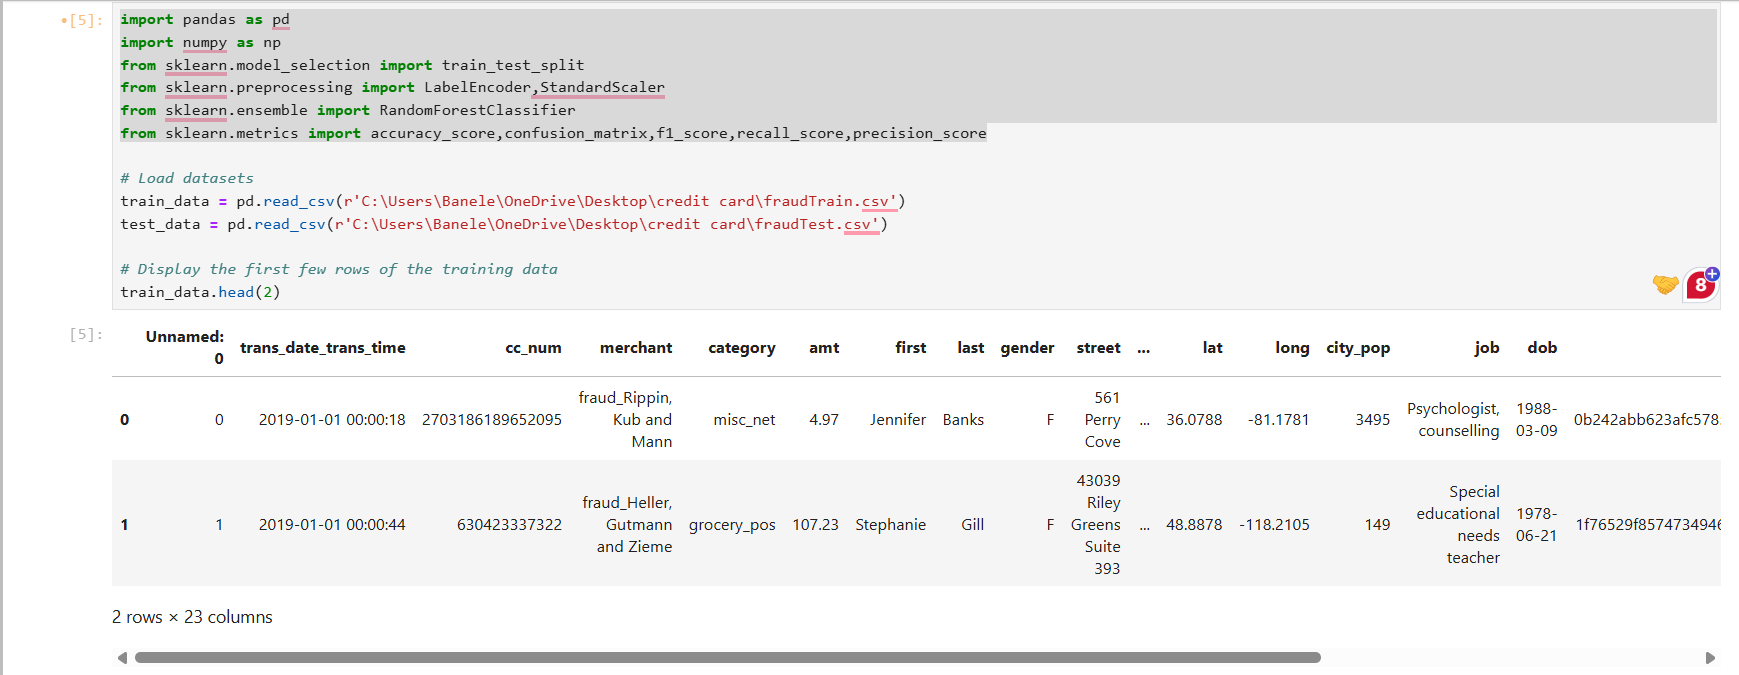 [5]:
import pandas as pd
import numpy as np
from sklearn.model_selection import train_test_split
from sklearn.preprocessing import LabelEncoder,StandardScaler
from sklearn.ensemble import RandomForestClassifier
from sklearn.metrics import accuracy_score,confusion_matrix,f1_score,recall_score,precision_score
# Load datasets
train_data = pd.read_csv(r'C:\Users\Banele\OneDrive\Desktop\credit card\fraudTrain.csv')
test_data = pd.read_csv(r'C:\Users\Banele\OneDrive\Desktop\credit card\fraudTest.csv')
# Display the first few rows of the training data
train_data.head(2)
8
[5]:
Unnamed: 0 trans_date_trans_time cc_num merchant category amt first last gender street ... lat long city_pop job dob
0 0 2019-01-01 00:00:18 2703186189652095 fraud_Rippin, Kub and Mann misc_net 4.97 Jennifer Banks F 561 Perry Cove ... 36.0788 -81.1781 3495 Psychologist, counselling 1988-03-09 0b242abb623afc578
1 1 2019-01-01 00:00:44 630423337322 fraud_Heller, Gutmann and Zieme grocery_pos 107.23 Stephanie Gill F 43039 Riley Greens Suite 393 ... 48.8878 -118.2105 149 Special educational needs teacher 1978-06-21 1f76529f8574734946
2 rows × 23 columns